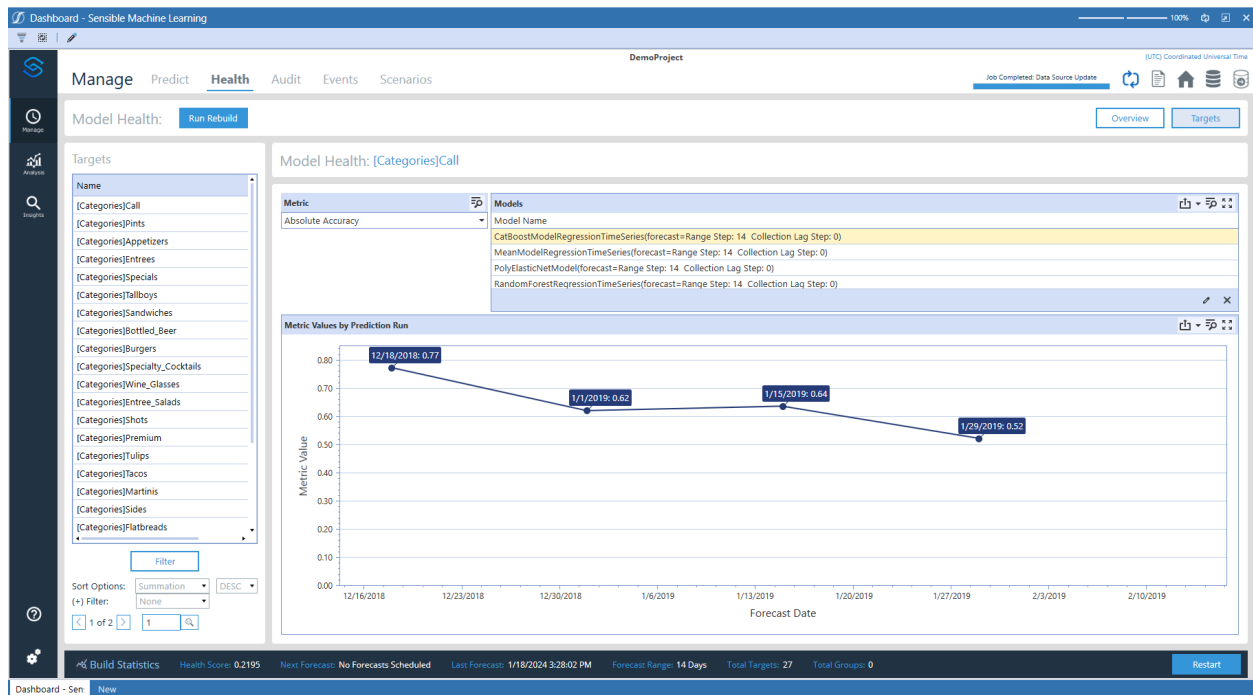 Dashboard - Sensible Machine Learning
100%
DemoProject
(UTC) Coordinated Universal Time
Manage Predict Health Audit Events Scenarios
Job Completed: Data Source Update
Manage
Analysis
Insights
Model Health: Run Rebuild
Overview Targets
Targets
Name
[Categories]Call
[Categories]Pints
[Categories]Appetizers
[Categories]Entrees
[Categories]Specials
[Categories]Tallboys
[Categories]Sandwiches
[Categories]Bottled_Beer
[Categories]Burgers
[Categories]Specialty_Cocktails
[Categories]Wine_Glasses
[Categories]Entree_Salads
[Categories]Shots
[Categories]Premium
[Categories]Tulips
[Categories]Tacos
[Categories]Martinis
[Categories]Sides
[Categories]Flatbreads
Filter
Sort Options: Summation DESC
(+) Filter: None
1 of 2 1
Model Health: [Categories]Call
Metric
Absolute Accuracy
Models
Model Name
CatBoostModelRegressionTimeSeries(forecast=Range Step: 14 Collection Lag Step: 0)
MeanModelRegressionTimeSeries(forecast=Range Step: 14 Collection Lag Step: 0)
PolyElasticNetModel(forecast=Range Step: 14 Collection Lag Step: 0)
RandomForestRegressionTimeSeries(forecast=Range Step: 14 Collection Lag Step: 0)
Metric Values by Prediction Run
Metric Value
0.80
0.70
0.60
0.50
0.40
0.30
0.20
0.10
0.00
12/18/2018: 0.77
1/1/2019: 0.62
1/15/2019: 0.64
1/29/2019: 0.52
12/16/2018 12/23/2018 12/30/2018 1/6/2019 1/13/2019 1/20/2019 1/27/2019 2/3/2019 2/10/2019
Forecast Date
Build Statistics Health Score: 0.2195 Next Forecast: No Forecasts Scheduled Last Forecast: 1/18/2024 3:28:02 PM Forecast Range: 14 Days Total Targets: 27 Total Groups: 0 Restart
Dashboard - Sen: New